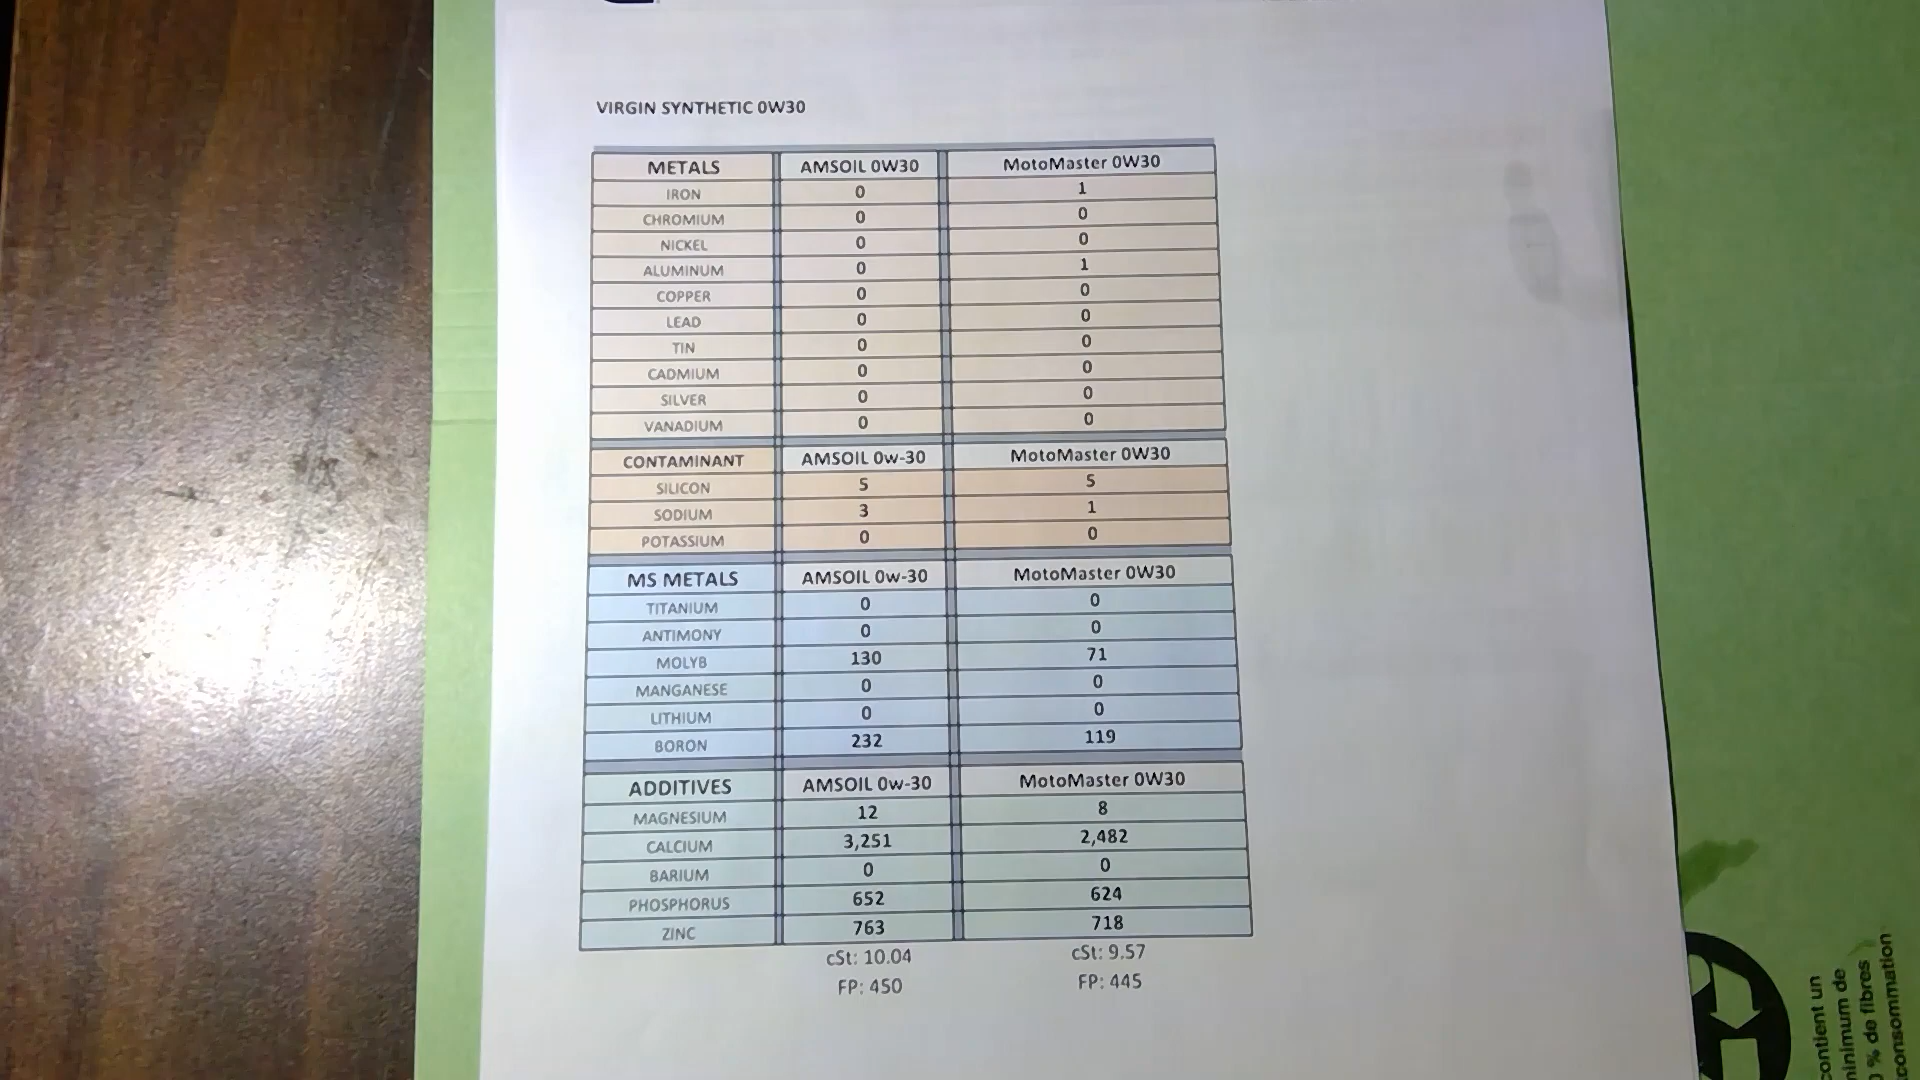 VIRGIN SYNTHETIC 0W30
METALS AMSOIL 0W30 MotoMaster 0W30
IRON 0 1
CHROMIUM 0 0
NICKEL 0 0
ALUMINUM 0 1
COPPER 0 0
LEAD 0 0
TIN 0 0
CADMIUM 0 0
SILVER 0 0
VANADIUM 0 0
CONTAMINANT AMSOIL 0w-30 MotoMaster 0W30
SILICON 5 5
SODIUM 3 1
POTASSIUM 0 0
MS METALS AMSOIL 0w-30 MotoMaster 0W30
TITANIUM 0 0
ANTIMONY 0 0
MOLYB 130 71
MANGANESE 0 0
LITHIUM 0 0
BORON 232 119
ADDITIVES AMSOIL 0w-30 MotoMaster 0W30
MAGNESIUM 12 8
CALCIUM 3,251 2,482
BARIUM 0 0
PHOSPHORUS 652 624
ZINC 763 718
cSt: 10.04 cSt: 9.57
FP: 450 FP: 445
un
de
% de fibres
consommation